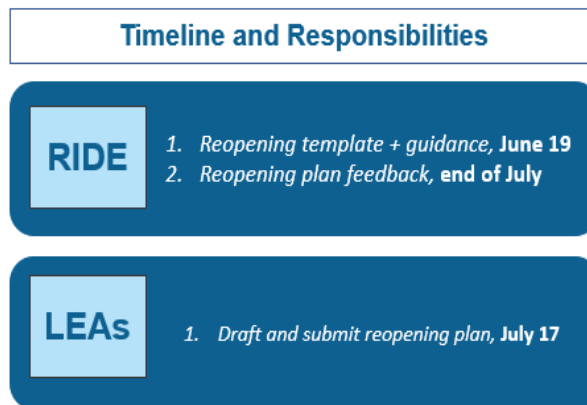 Timeline and Responsibilities
RIDE
1. Reopening template + guidance, June 19
2. Reopening plan feedback, end of July
LEAs
1. Draft and submit reopening plan, July 17